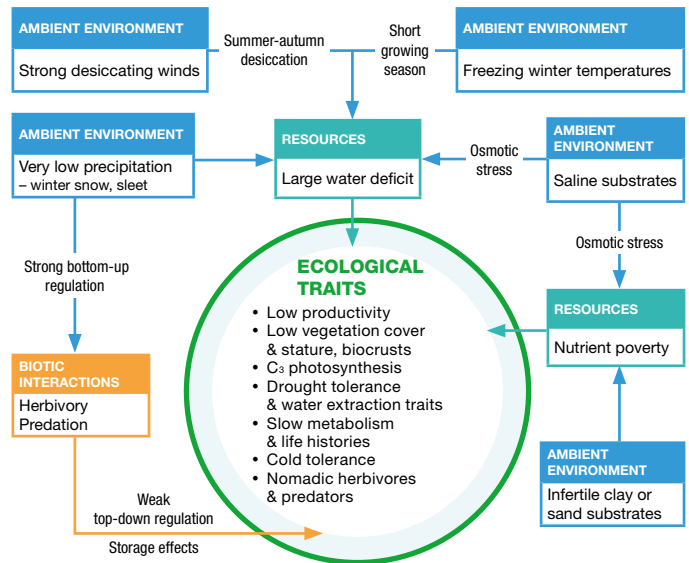 AMBIENT ENVIRONMENT
Strong desiccating winds
Summer-autumn
desiccation
Short
growing
season
AMBIENT ENVIRONMENT
Freezing winter temperatures
AMBIENT ENVIRONMENT
Very low precipitation
– winter snow, sleet
RESOURCES
Large water deficit
Osmotic
stress
AMBIENT
ENVIRONMENT
Saline substrates
Strong bottom-up
regulation
Osmotic stress
ECOLOGICAL
TRAITS
• Low productivity
• Low vegetation cover
& stature, biocrusts
• C₃ photosynthesis
• Drought tolerance
& water extraction traits
• Slow metabolism
& life histories
• Cold tolerance
• Nomadic herbivores
& predators
RESOURCES
Nutrient poverty
BIOTIC
INTERACTIONS
Herbivory
Predation
AMBIENT
ENVIRONMENT
Infertile clay or
sand substrates
Weak
top-down regulation
Storage effects